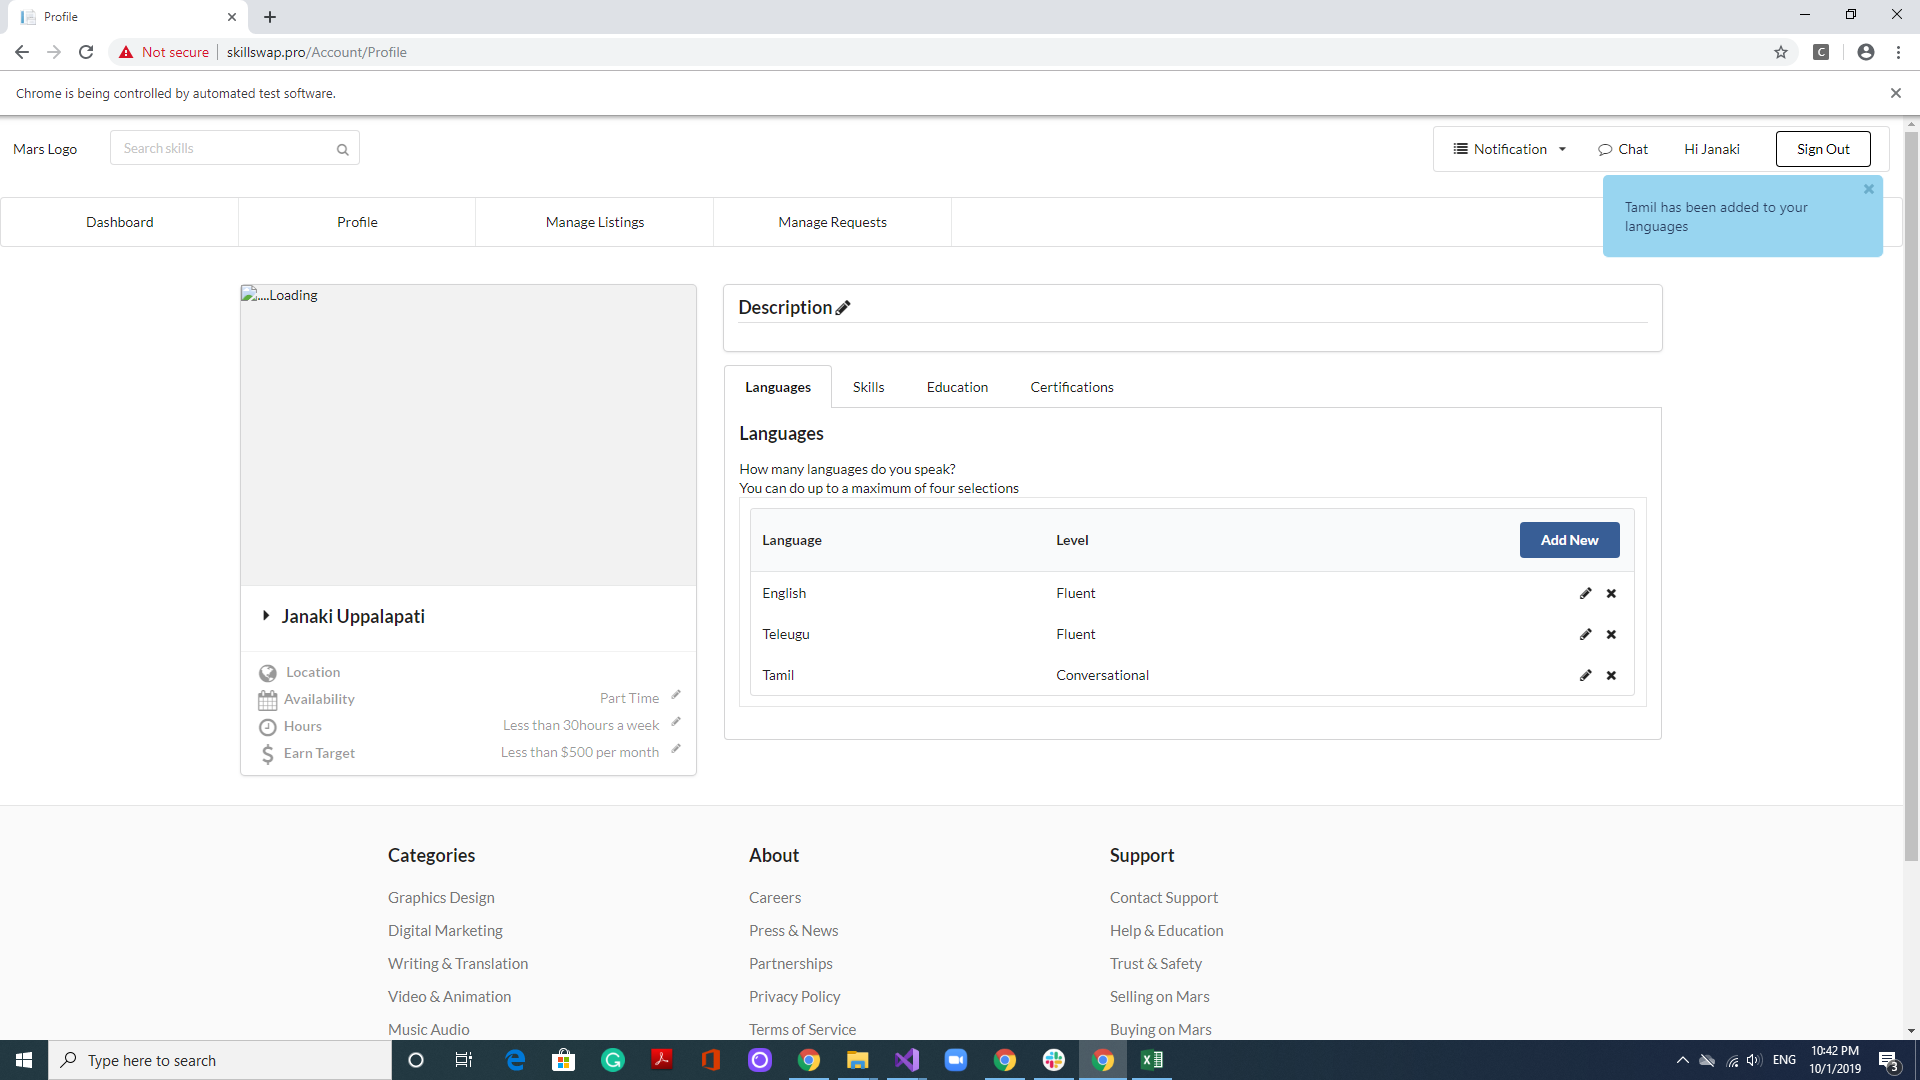 Profile
Not secure
skillswap.pro/Account/Profile
C
Chrome is being controlled by automated test software.
Mars Logo
Search skills
Notification
Chat
Hi Janaki
Sign Out
Dashboard
Profile
Manage Listings
Manage Requests
Tamil has been added to your
languages
....Loading
Description
Languages
Skills
Education
Certifications
Languages
How many languages do you speak?
You can do up to a maximum of four selections
Language
Level
Add New
English
Fluent
Teleugu
Fluent
Tamil
Conversational
Janaki Uppalapati
Location
Availability
Part Time
Hours
Less than 30hours a week
Earn Target
Less than $500 per month
Categories
Graphics Design
Digital Marketing
Writing & Translation
Video & Animation
Music Audio
About
Careers
Press & News
Partnerships
Privacy Policy
Terms of Service
Support
Contact Support
Help & Education
Trust & Safety
Selling on Mars
Buying on Mars
Type here to search
ENG
10:42 PM
10/1/2019
3